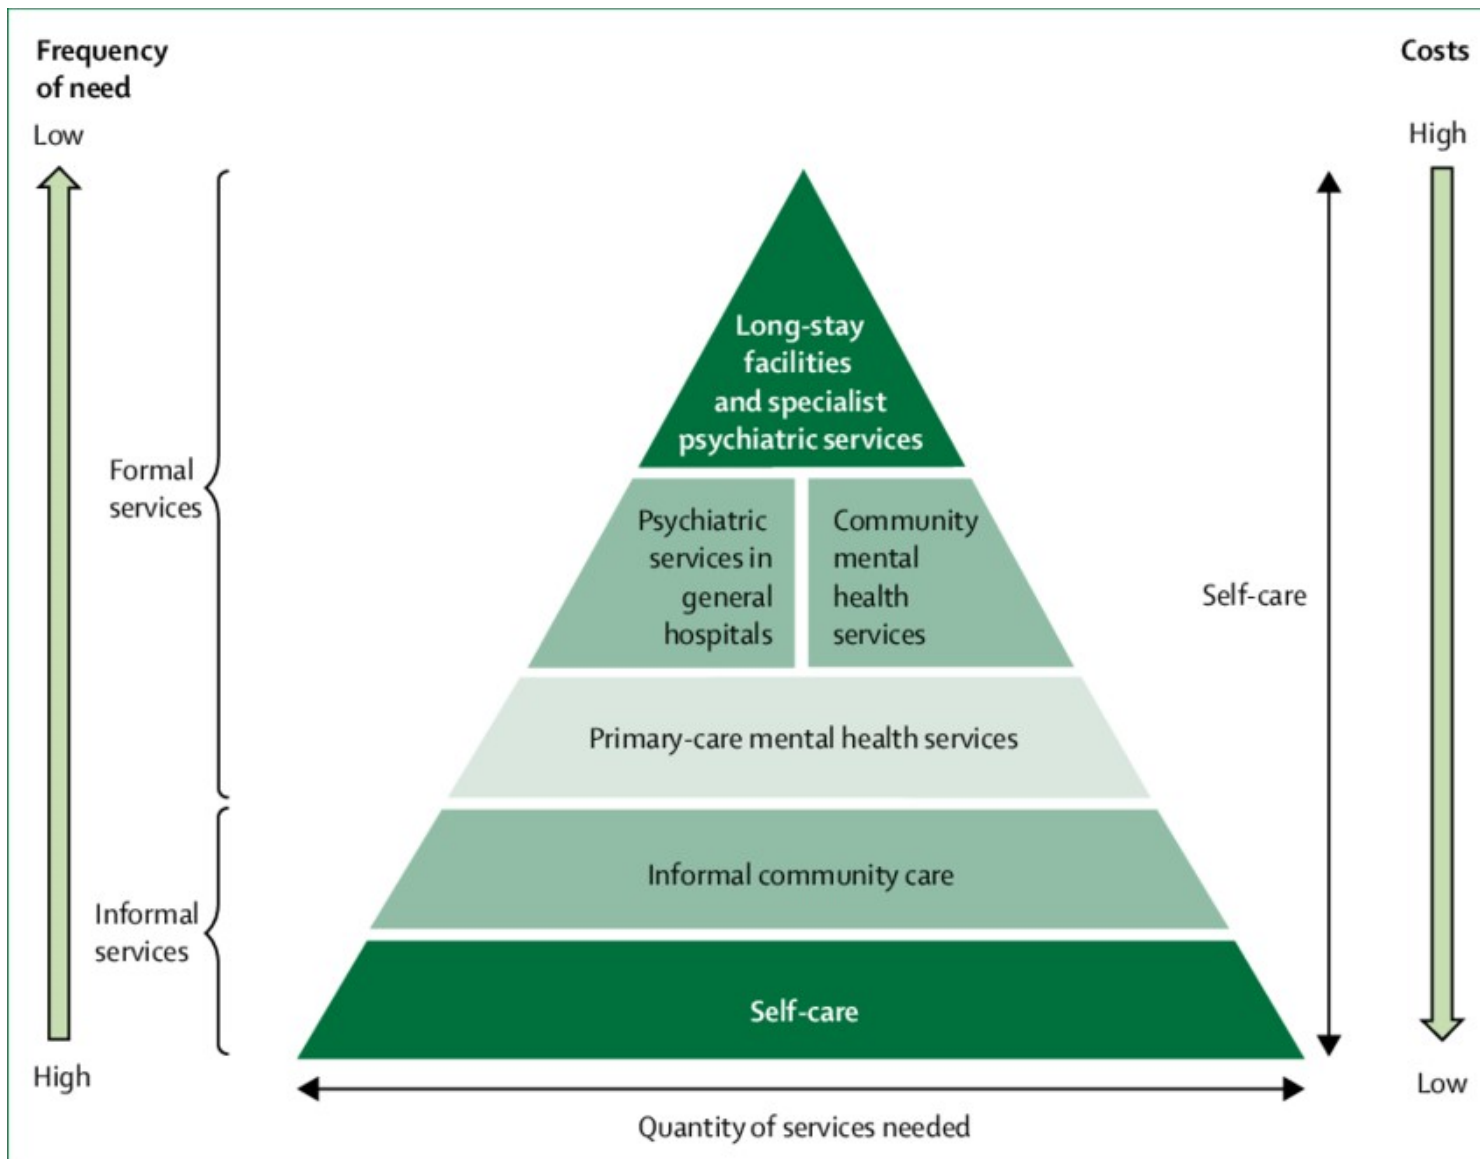 Frequency
of need
Low
Costs
High
Long-stay
facilities
and specialist
psychiatric services
Formal
services
Psychiatric
services in
general
hospitals
Community
mental
health
services
Self-care
Primary-care mental health services
Informal community care
Informal
services
Self-care
High
Low
Quantity of services needed